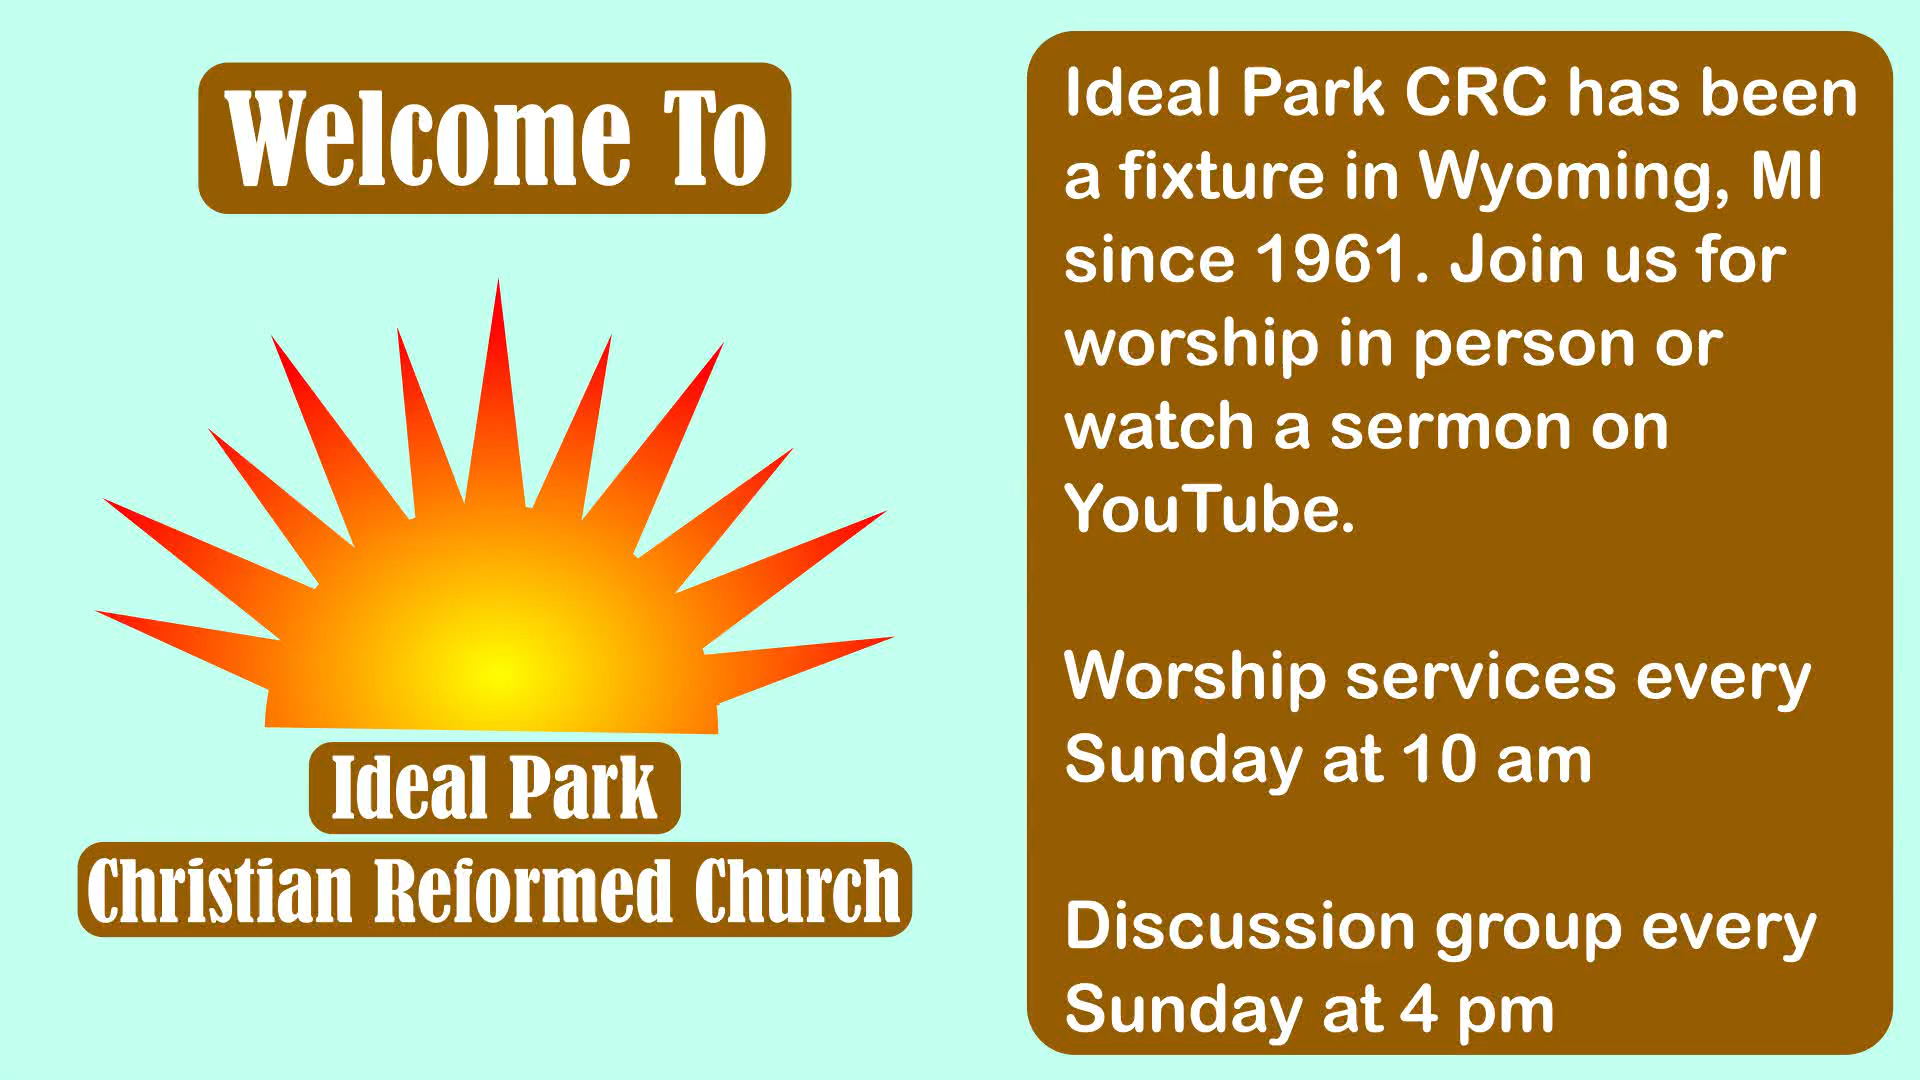 Welcome To
Ideal Park
Christian Reformed Church
Ideal Park CRC has been
a fixture in Wyoming, MI
since 1961. Join us for
worship in person or
watch a sermon on
YouTube.
Worship services every
Sunday at 10 am
Discussion group every
Sunday at 4 pm